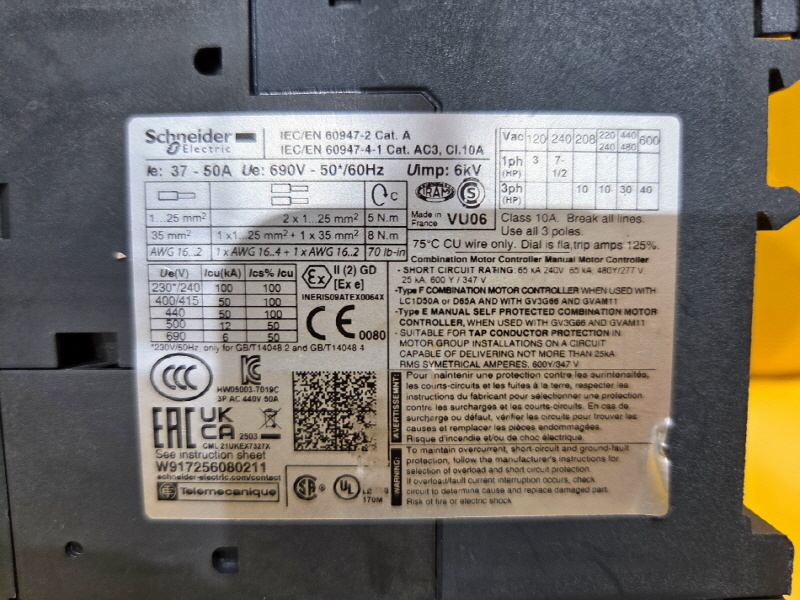 Schneider
Electric
IEC/EN 60947-2 Cat. A
IEC/EN 60947-4-1 Cat. AC3, Cl.10A
Ie: 37 - 50A Ue: 690V - 50*/60Hz Uimp: 6kV
C
1...25 mm² 2 x 1...25 mm² 5 N.m
35 mm² 1 x1...25 mm² + 1 x 35 mm² 8 N.m
AWG 16..2 1 x AWG 16..4 + 1 x AWG 16..2 70 lb-in
Vac 120 240 208 220/240 440/480 600
1ph (HP) 3 7-1/2
3ph (HP) 10 10 30 40
IRAM
S
Made in France
VU06
Class 10A. Break all lines.
Use all 3 poles.
75°C CU wire only. Dial is fla,trip amps 125%.
Ue(V) Icu(kA) Ics% Icu
230*/240 100 100
400/415 50 100
440 50 100
500 12 50
690 6 50
*230V/50Hz, only for GB/T14048 2 and GB/T14048 4
Ex II (2) GD
[Ex e]
INERIS09ATEX0064X
CE 0080
Combination Motor Controller Manual Motor Controller
- SHORT CIRCUIT RATING: 65 kA 240V 65 kA, 480Y/277 V
25 kA, 600 Y / 347 V
-Type F COMBINATION MOTOR CONTROLLER WHEN USED WITH
LC1D50A or D65A AND WITH GV3G66 AND GVAM11
-Type E MANUAL SELF PROTECTED COMBINATION MOTOR
CONTROLLER, WHEN USED WITH GV3G66 AND GVAM11
- SUITABLE FOR TAP CONDUCTOR PROTECTION IN
MOTOR GROUP INSTALLATIONS ON A CIRCUIT
CAPABLE OF DELIVERING NOT MORE THAN 25kA
RMS SYMETRICAL AMPERES, 600V/347 V
CCC
HW05003-7019C
3P AC 440V 50A
EAC
UK
CA
2503
CML 21UKEX7327X
See instruction sheet
W917256080211
schneider-electric.com/contact
Telemecanique
SA ®
UL
170M
AVERTISSEMENT:
Pour maintenir une protection contre les surintensités,
les courts-circuits et les fuites à la terre, respecter les
instructions du fabricant pour sélectionner une protection
contre les surcharges et les courts-circuits. En cas de
surcharge ou défaut, vérifier le circuits pour trouver les
causes et remplacer les pièces endommagées.
Risque d'incendie et/ou de choc électrique.
WARNING:
To maintain overcurrent, short-circuit and ground-fault
protection, follow the manufacturer's instructions for
selection of overload and short circuit protection.
If overload/fault current interruption occurs, check
circuit to determine cause and replace damaged part.
Risk of fire or electric shock